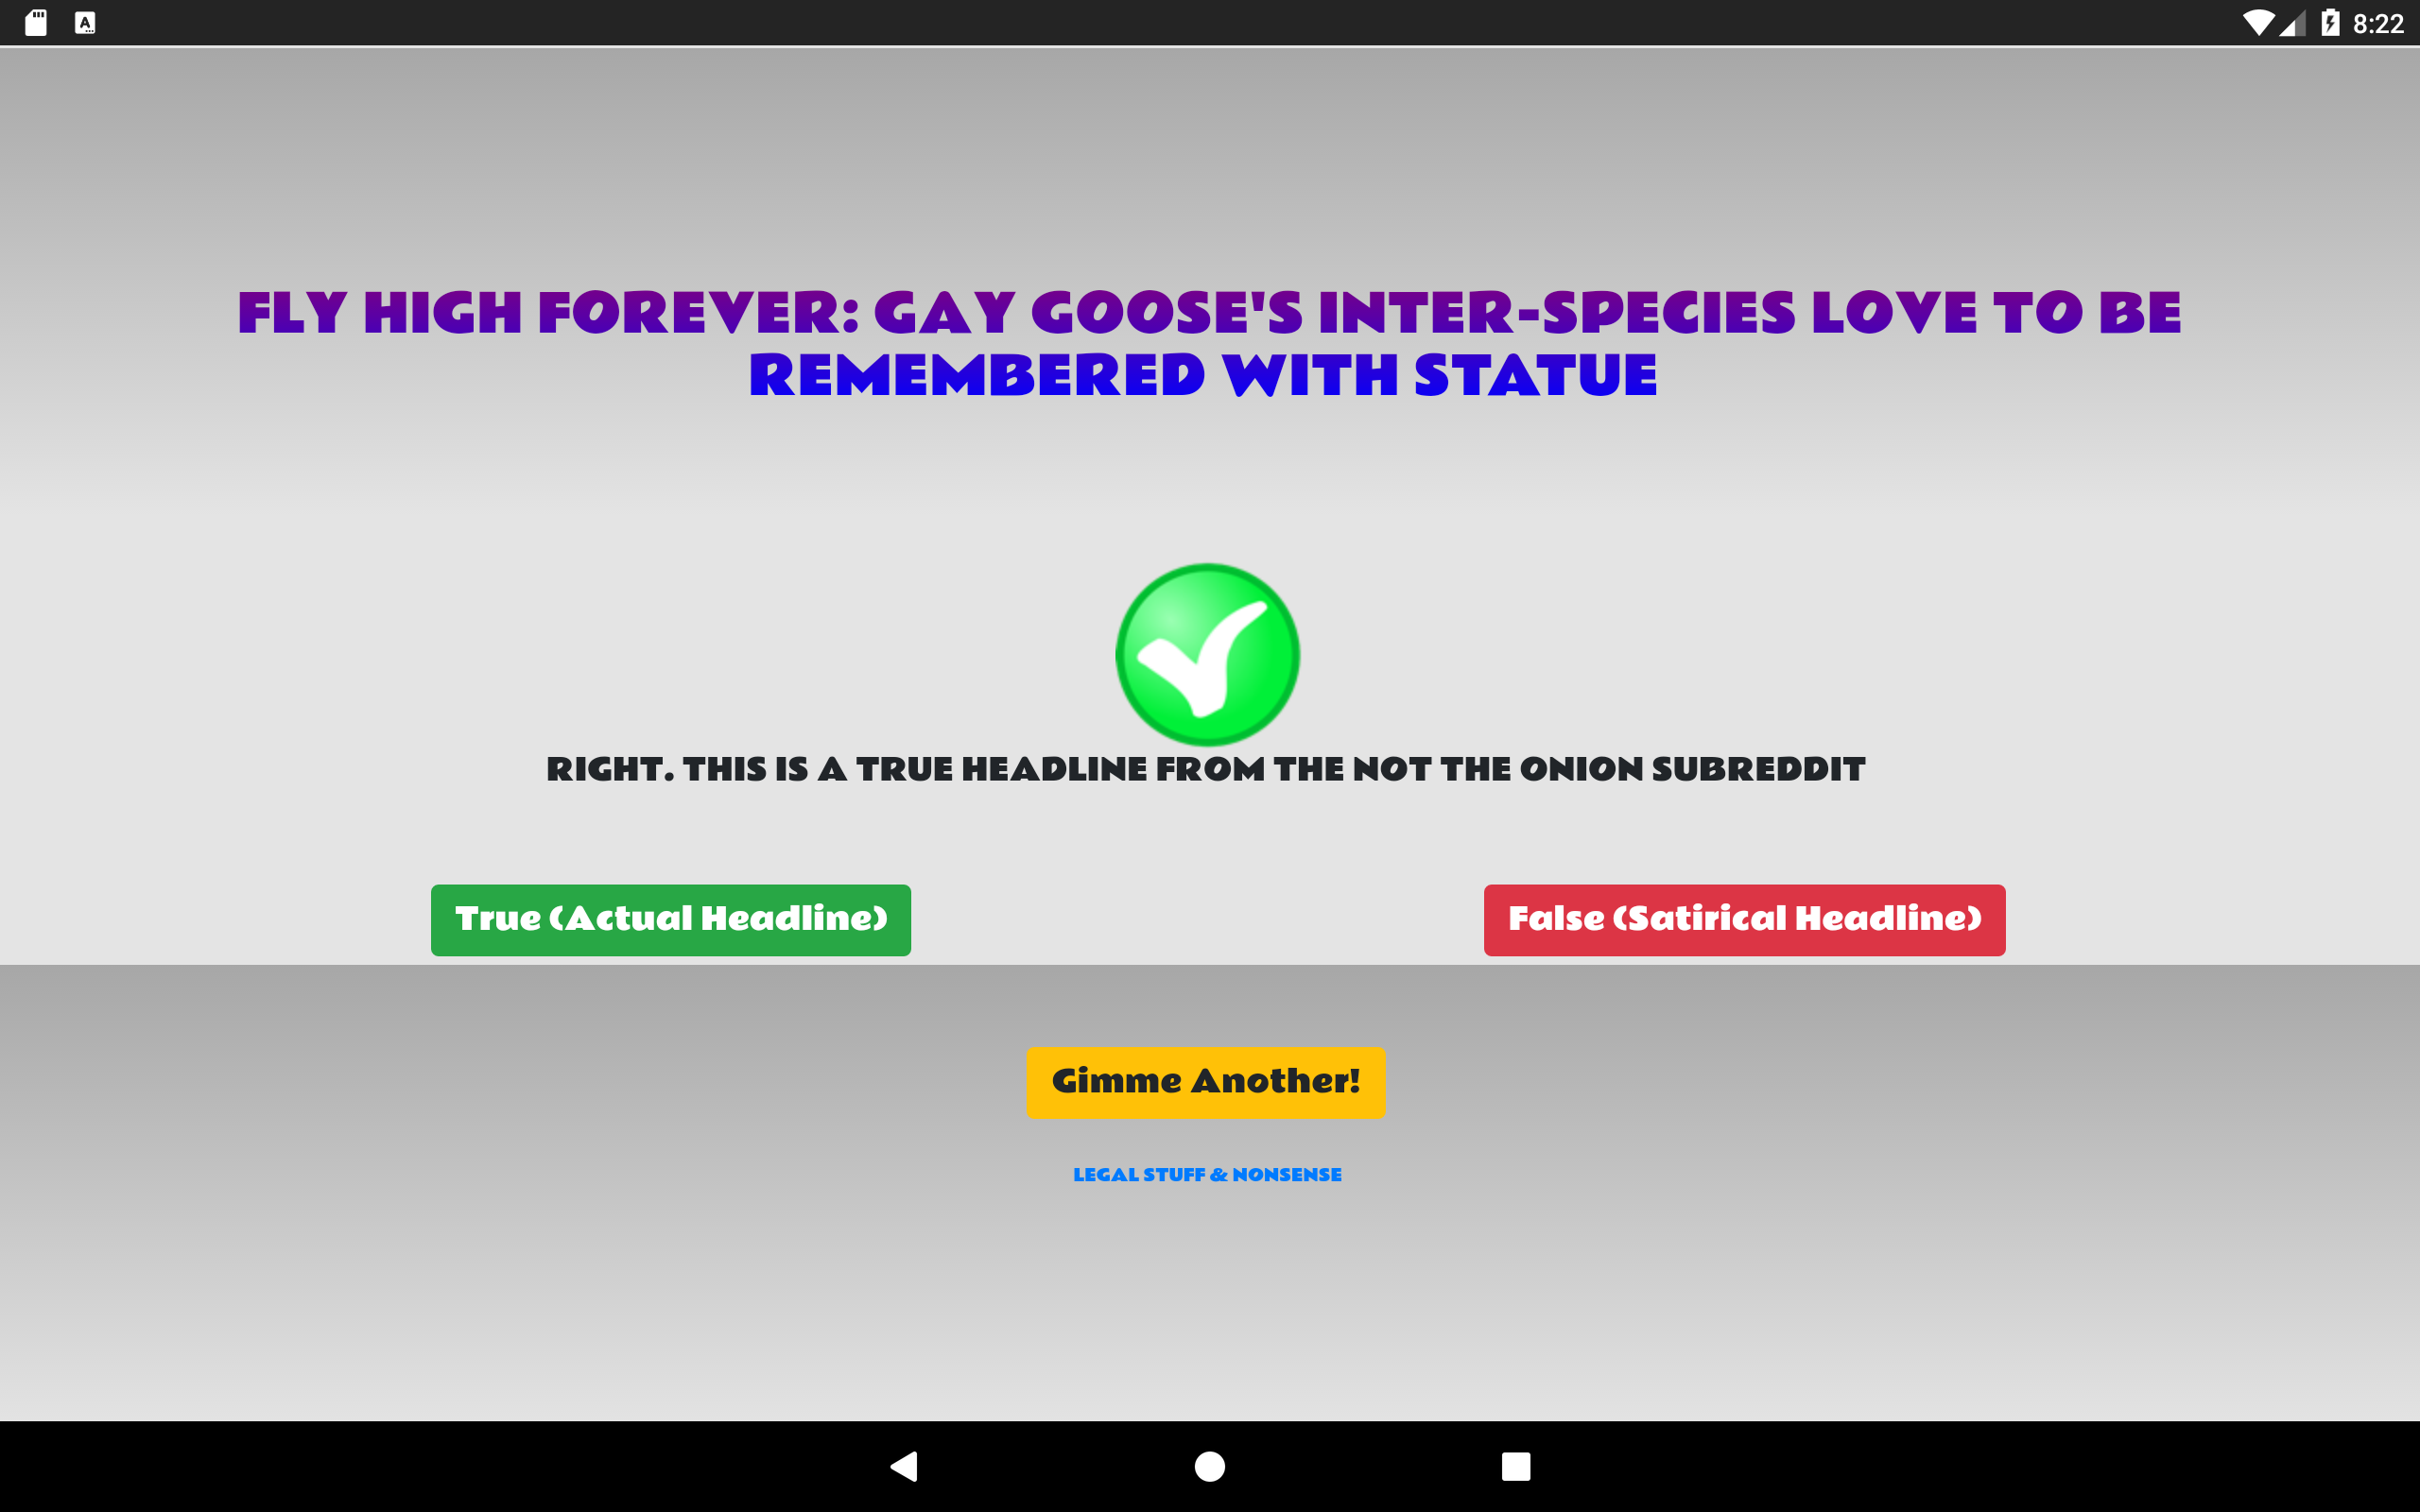 8:22
FLY HIGH FOREVER: GAY GOOSE'S INTER-SPECIES LOVE TO BE
REMEMBERED WITH STATUE
RIGHT. THIS IS A TRUE HEADLINE FROM THE NOT THE ONION SUBREDDIT
True (Actual Headline)
False (Satirical Headline)
Gimme Another!
LEGAL STUFF & NONSENSE